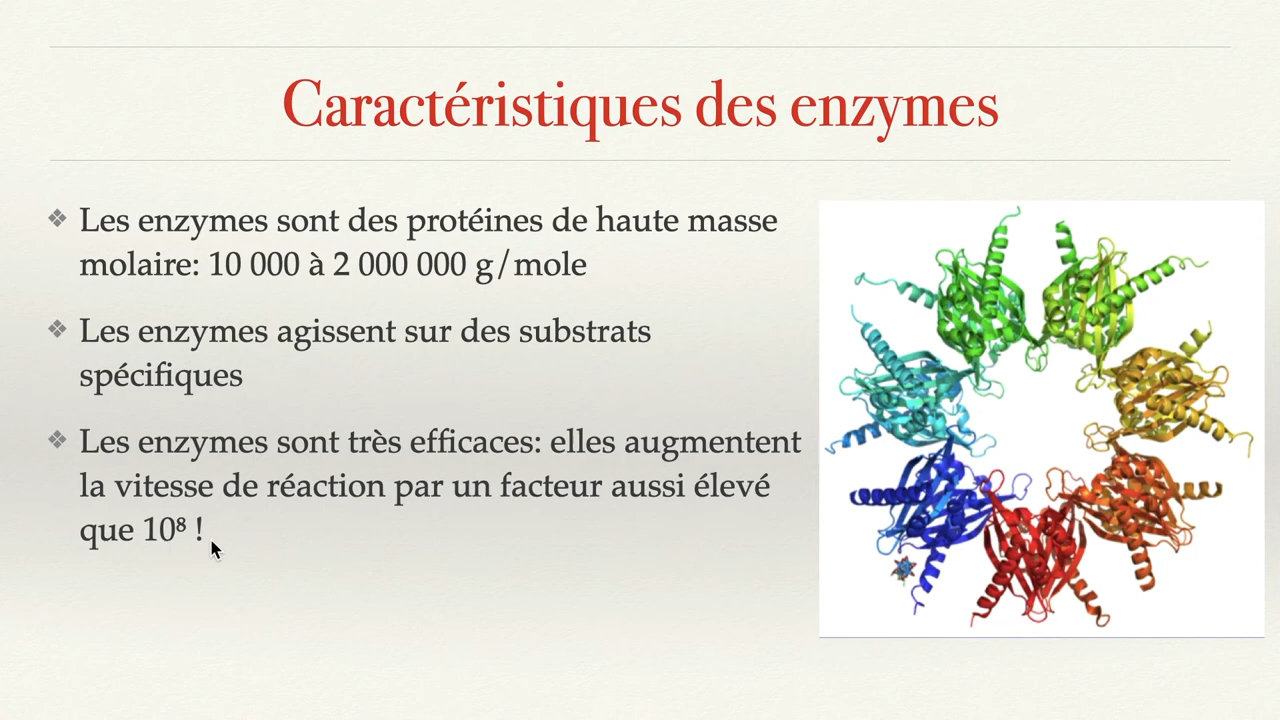 Caractéristiques des enzymes
❖ Les enzymes sont des protéines de haute masse
molaire: 10 000 à 2 000 000 g/mole
❖ Les enzymes agissent sur des substrats
spécifiques
❖ Les enzymes sont très efficaces: elles augmentent
la vitesse de réaction par un facteur aussi élevé
que 10⁸ !